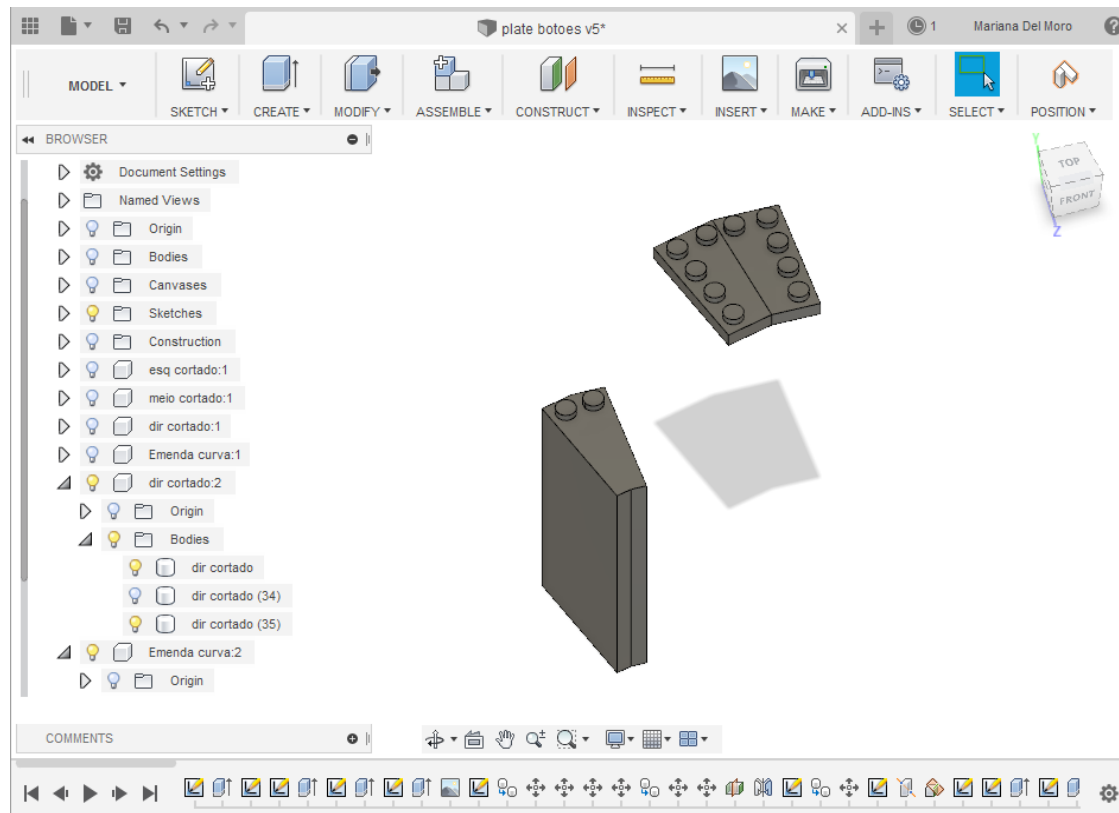 plate botoes v5*
1
Mariana Del Moro
MODEL
SKETCH
CREATE
MODIFY
ASSEMBLE
CONSTRUCT
INSPECT
INSERT
MAKE
ADD-INS
SELECT
POSITION
BROWSER
Document Settings
Named Views
Origin
Bodies
Canvases
Sketches
Construction
esq cortado:1
meio cortado:1
dir cortado:1
Emenda curva:1
dir cortado:2
Origin
Bodies
dir cortado
dir cortado (34)
dir cortado (35)
Emenda curva:2
Origin
Y
TOP
FRONT
Z
COMMENTS